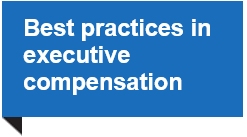 Best practices in
executive
compensation